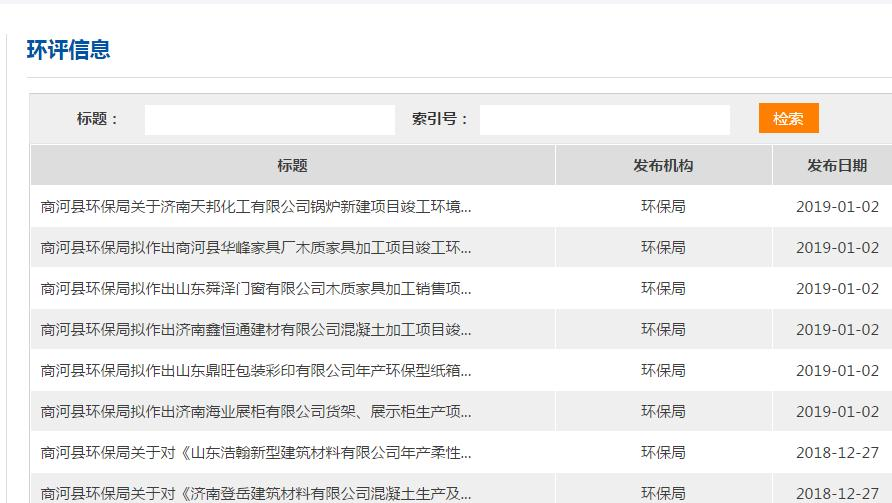 环评信息
标题： 索引号： 检索
标题 发布机构 发布日期
商河县环保局关于济南天邦化工有限公司锅炉新建项目竣工环境... 环保局 2019-01-02
商河县环保局拟作出商河县华峰家具厂木质家具加工项目竣工环... 环保局 2019-01-02
商河县环保局拟作出山东舜泽门窗有限公司木质家具加工销售项... 环保局 2019-01-02
商河县环保局拟作出济南鑫恒通建材有限公司混凝土加工项目竣... 环保局 2019-01-02
商河县环保局拟作出山东鼎旺包装彩印有限公司年产环保型纸箱... 环保局 2019-01-02
商河县环保局拟作出济南海业展柜有限公司货架、展示柜生产项... 环保局 2019-01-02
商河县环保局关于对《山东浩翰新型建筑材料有限公司年产柔性... 环保局 2018-12-27
商河县环保局关于对《济南登岳建筑材料有限公司混凝土生产及... 环保局 2018-12-27